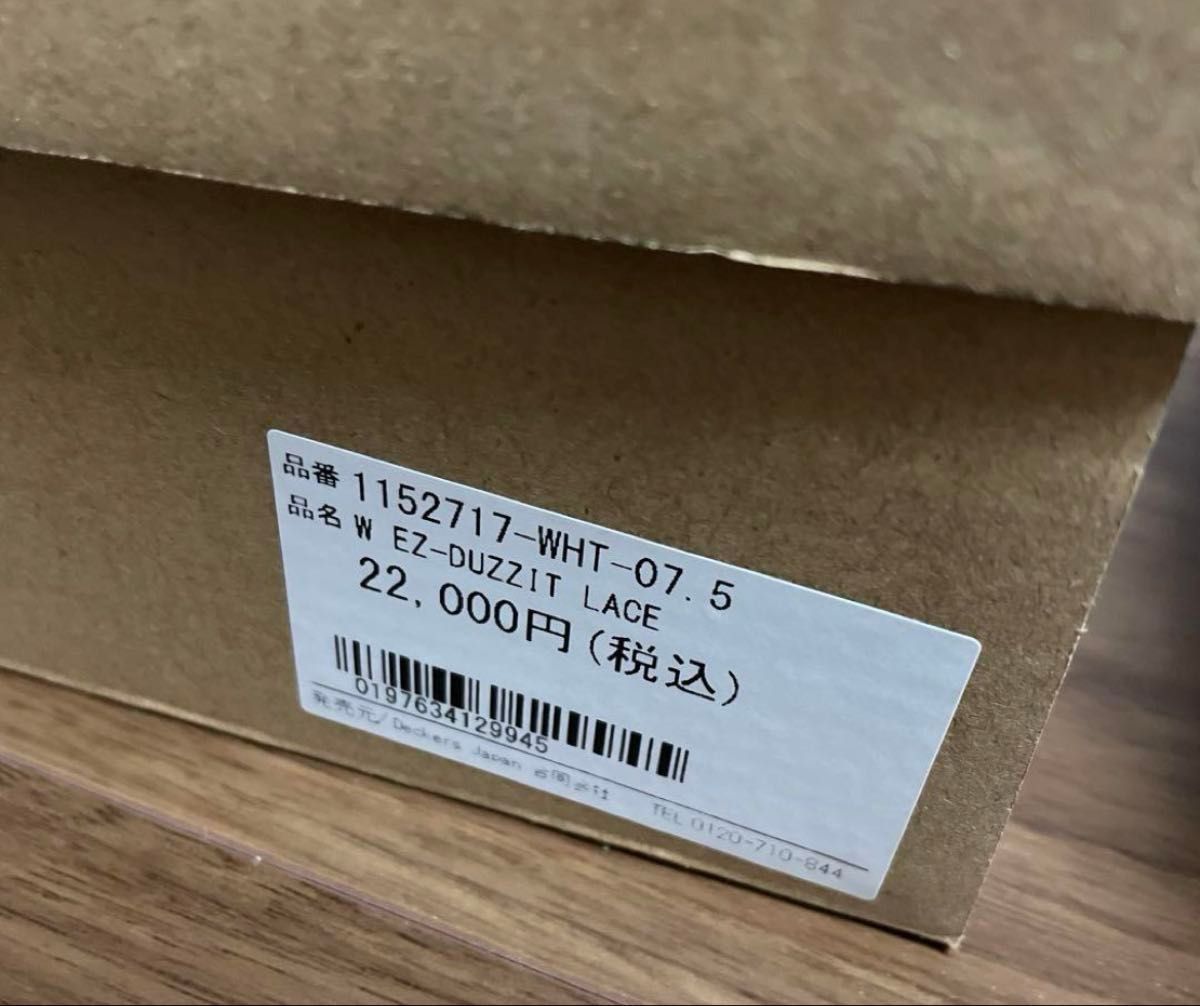 品番 1152717-WHT-07.5
品名 W EZ-DUZZIT LACE
22,000円(税込)
0197634129945
発売元/Deckers Japan 合同会社 TEL 0120-710-844